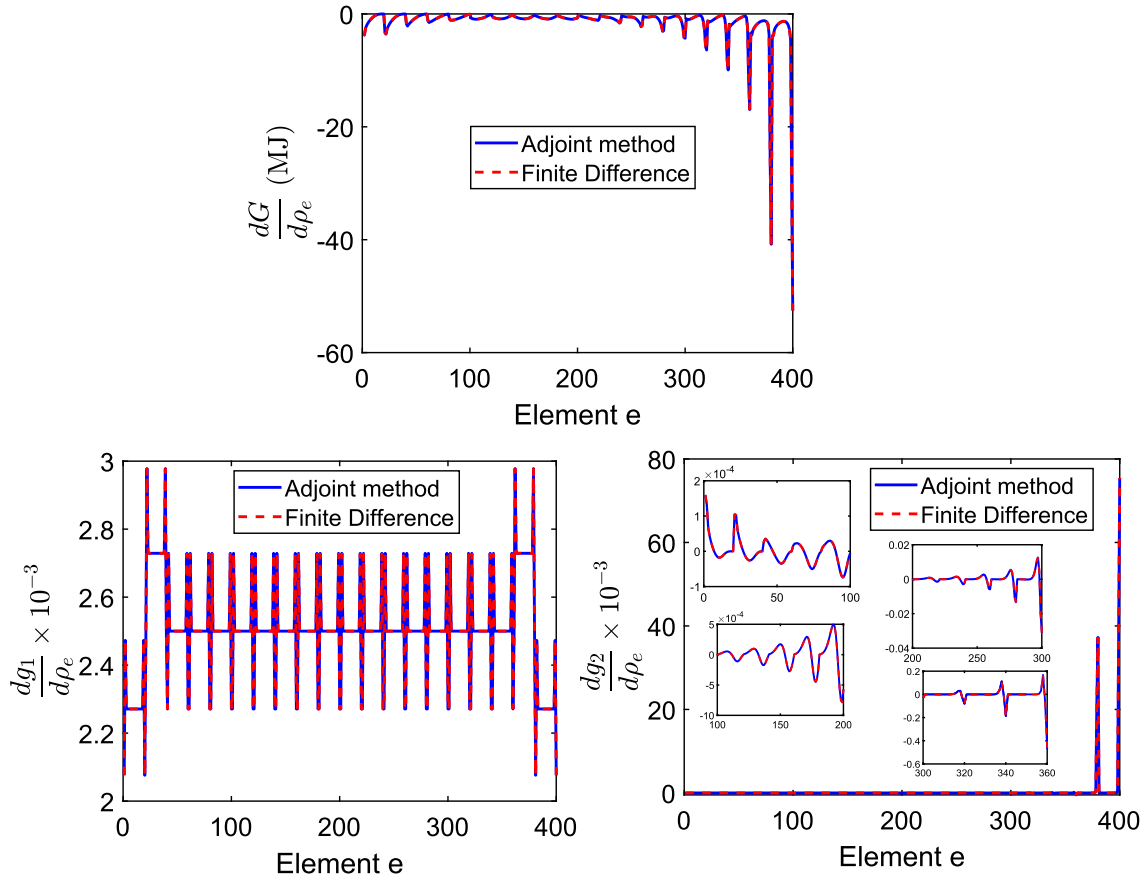 0
-20
-40
-60
dG/dρ_e (MJ)
Adjoint method
Finite Difference
0 100 200 300 400
Element e
3
2.8
2.6
2.4
2.2
2
dg_1/dρ_e × 10^{-3}
Adjoint method
Finite Difference
0 100 200 300 400
Element e
80
60
40
20
0
dg_2/dρ_e × 10^{-3}
Adjoint method
Finite Difference
×10^{-4}
2
1
0
-1
0 50 100
×10^{-4}
5
0
-5
-10
100 150 200
0.02
0
-0.02
-0.04
200 250 300
0.2
0
-0.2
-0.4
-0.6
300 320 340 360
0 100 200 300 400
Element e